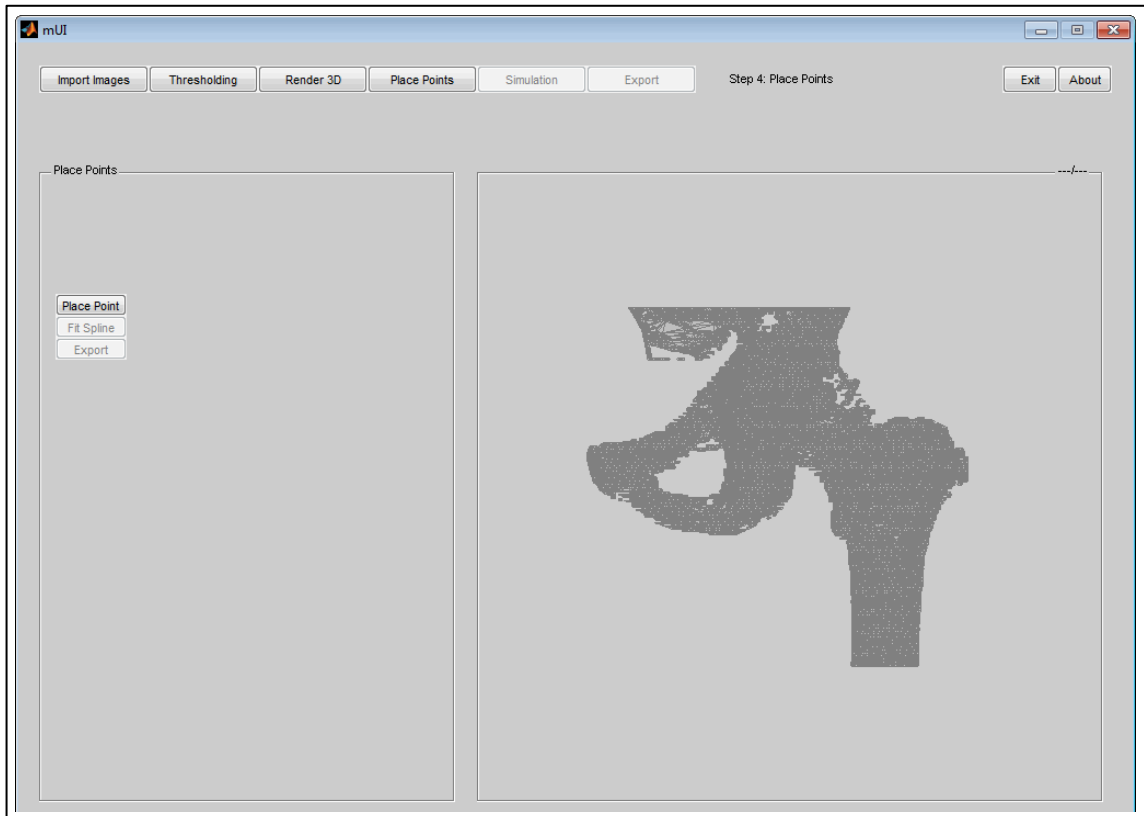 mUI
Import Images Thresholding Render 3D Place Points Simulation Export Step 4: Place Points Exit About
Place Points
---/---
Place Point
Fit Spline
Export